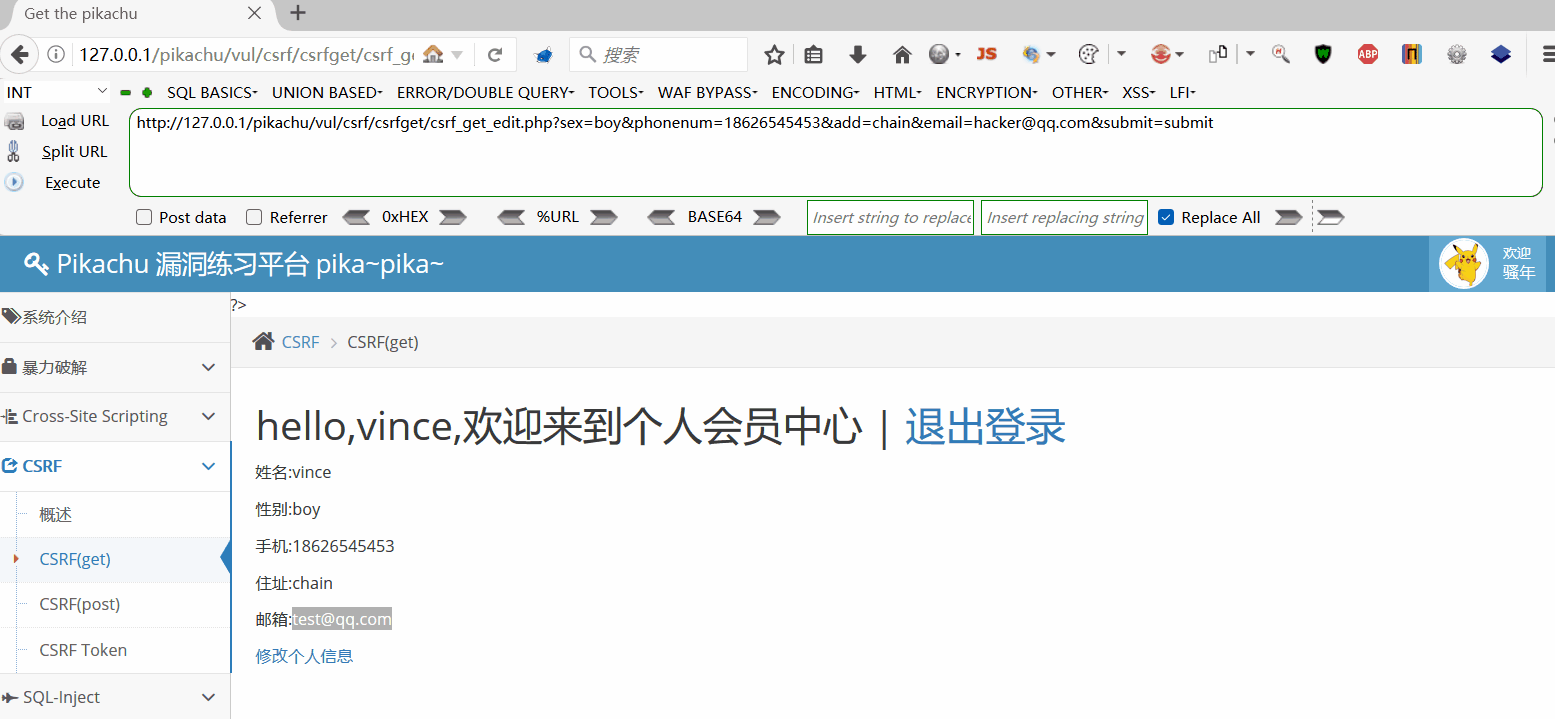 Get the pikachu
127.0.0.1/pikachu/vul/csrf/csrfget/csrf_ge
搜索
JS
ABP
INT
SQL BASICS
UNION BASED
ERROR/DOUBLE QUERY
TOOLS
WAF BYPASS
ENCODING
HTML
ENCRYPTION
OTHER
XSS
LFI
Load URL
http://127.0.0.1/pikachu/vul/csrf/csrfget/csrf_get_edit.php?sex=boy&phonenum=18626545453&add=chain&email=hacker@qq.com&submit=submit
Split URL
Execute
Post data
Referrer
0xHEX
%URL
BASE64
Insert string to replace
Insert replacing string
Replace All
Pikachu 漏洞练习平台 pika~pika~
欢迎
骚年
系统介绍
?>
CSRF > CSRF(get)
暴力破解
Cross-Site Scripting
hello,vince,欢迎来到个人会员中心 | 退出登录
CSRF
姓名:vince
概述
性别:boy
CSRF(get)
手机:18626545453
住址:chain
CSRF(post)
邮箱:test@qq.com
CSRF Token
修改个人信息
SQL-Inject